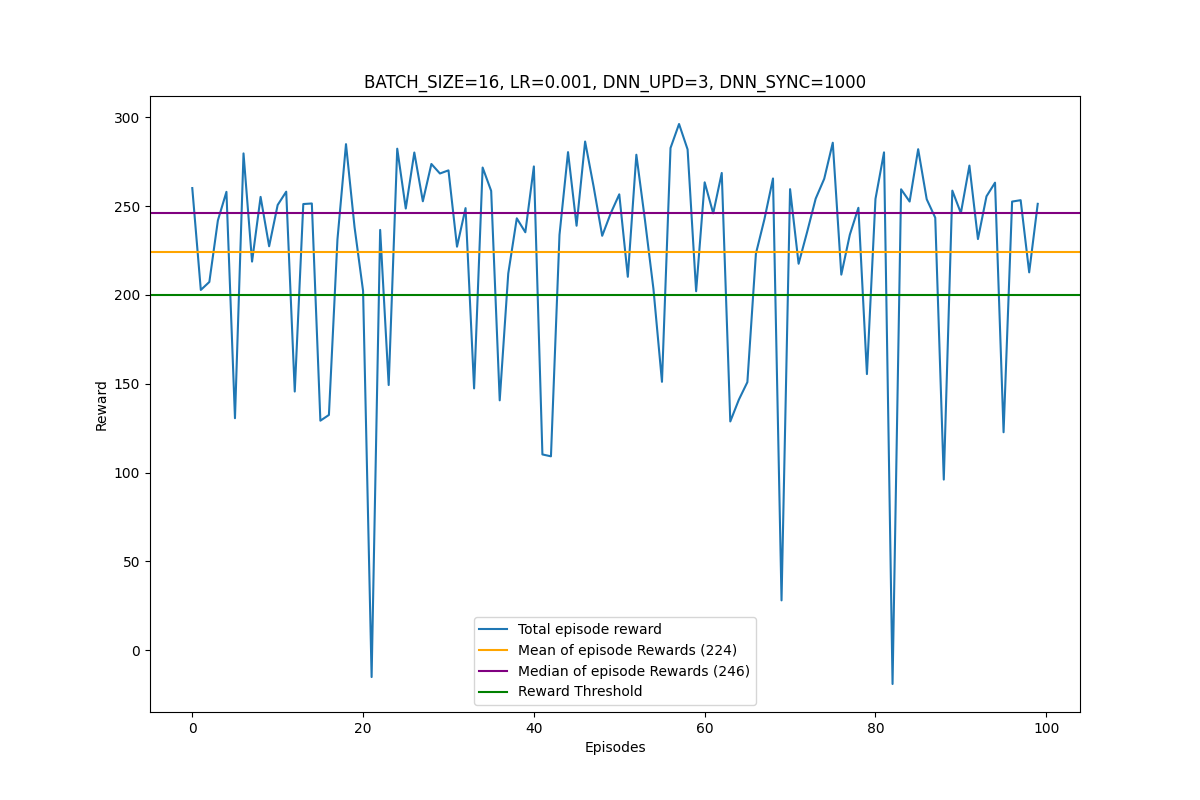 BATCH_SIZE=16, LR=0.001, DNN_UPD=3, DNN_SYNC=1000
300
250
200
150
100
50
0
Reward
Total episode reward
Mean of episode Rewards (224)
Median of episode Rewards (246)
Reward Threshold
0 20 40 60 80 100
Episodes